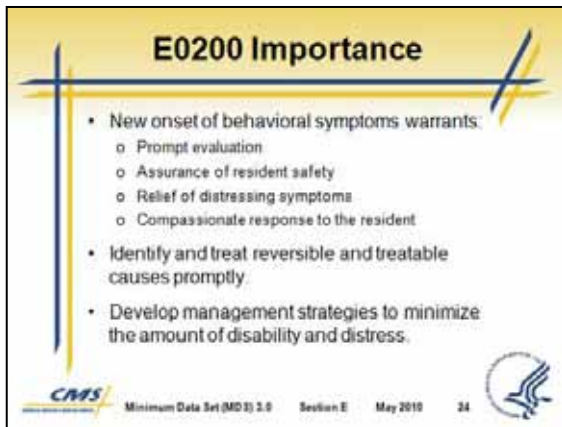 E0200 Importance
• New onset of behavioral symptoms warrants:
o Prompt evaluation
o Assurance of resident safety
o Relief of distressing symptoms
o Compassionate response to the resident
• Identify and treat reversible and treatable
causes promptly.
• Develop management strategies to minimize
the amount of disability and distress.
CMS
Minimum Data Set (MDS) 3.0 Section E May 2010 24